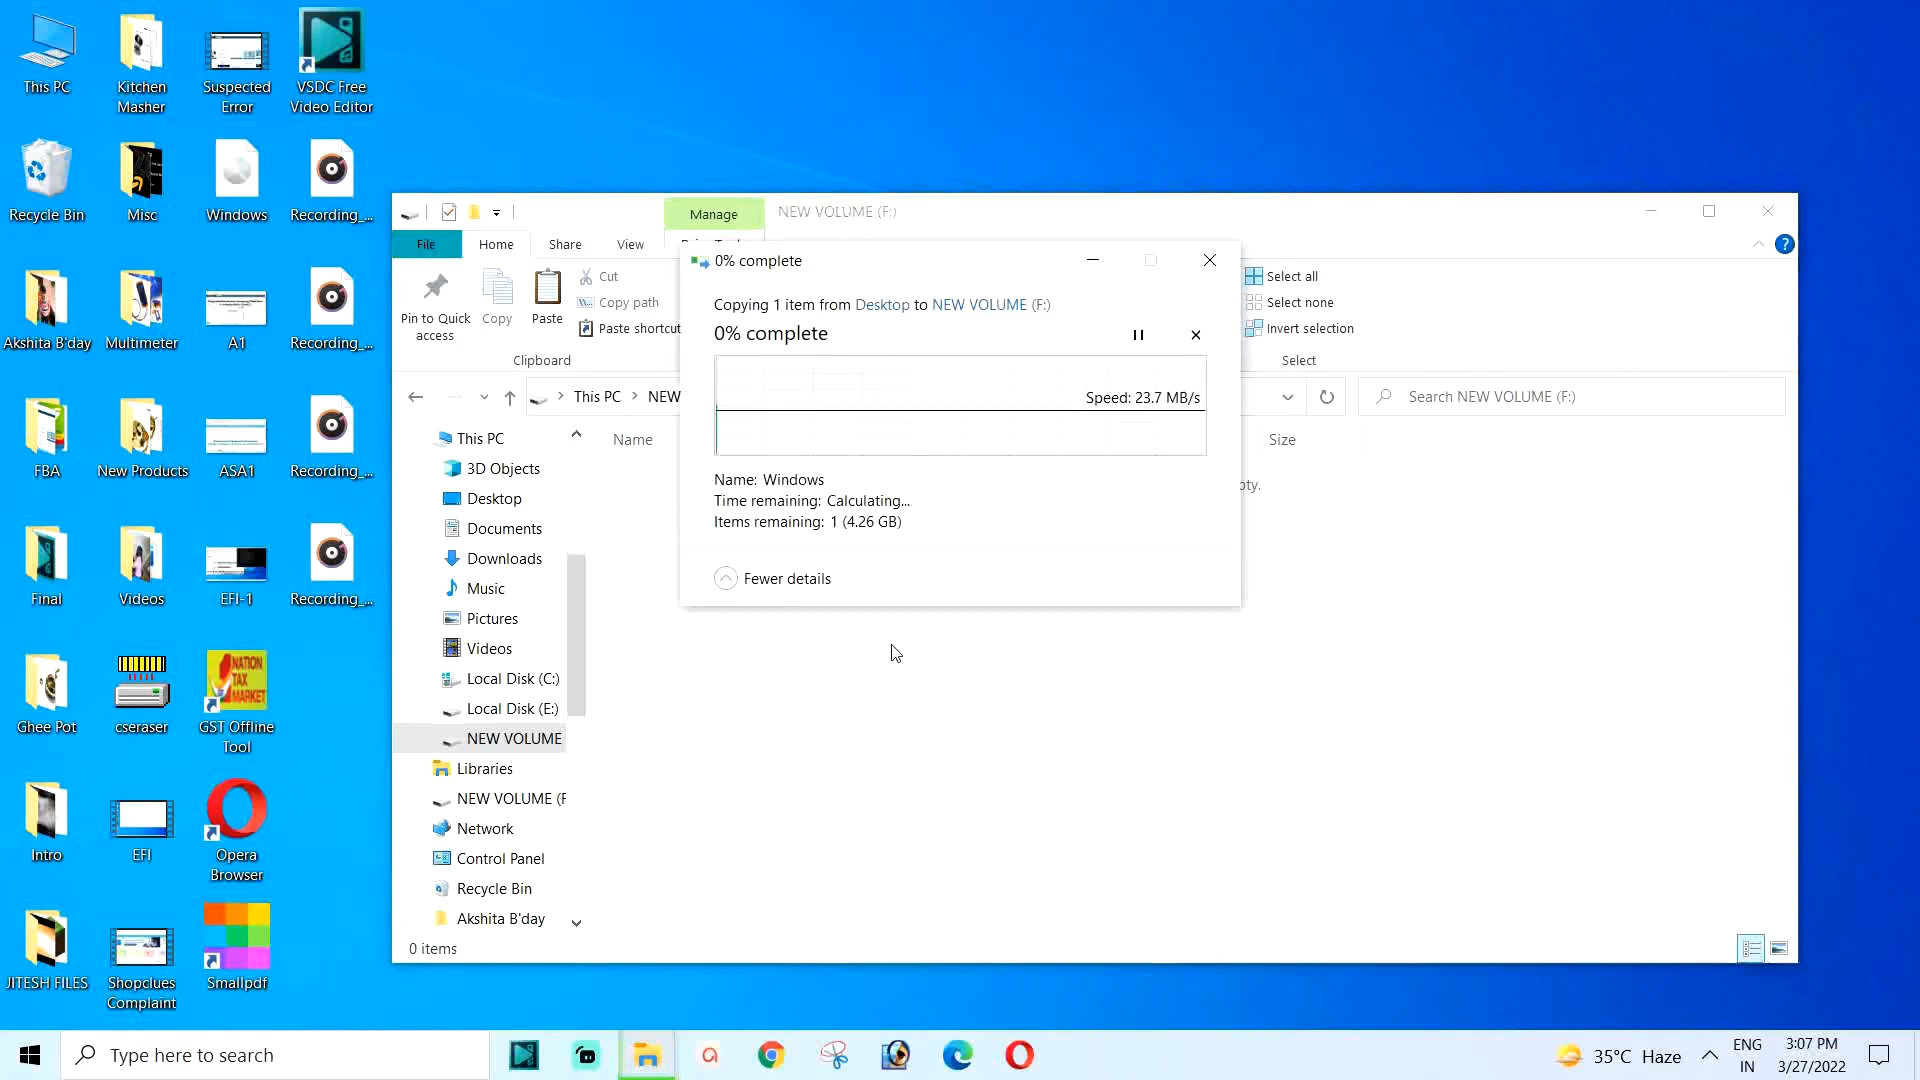 This PC
Kitchen
Masher
Suspected
Error
VSDC Free
Video Editor
Recycle Bin
Misc
Windows
Recording_...
Akshita B'day
Multimeter
A1
Recording_...
FBA
New Products
ASA1
Recording_...
Final
Videos
EFI-1
Recording_...
Ghee Pot
cseraser
NATION
TAX
MARKET
GST Offline
Tool
Intro
EFI
Opera
Browser
JITESH FILES
Shopclues
Complaint
Smallpdf
Manage
NEW VOLUME (F:)
File
Home
Share
View
Pin to Quick
access
Copy
Paste
Cut
Copy path
Paste shortcut
Clipboard
Select all
Select none
Invert selection
Select
This PC
NEW
Search NEW VOLUME (F:)
Name
Size
This PC
3D Objects
Desktop
Documents
Downloads
Music
Pictures
Videos
Local Disk (C:)
Local Disk (E:)
NEW VOLUME
Libraries
NEW VOLUME (F
Network
Control Panel
Recycle Bin
Akshita B'day
0 items
0% complete
Copying 1 item from Desktop to NEW VOLUME (F:)
0% complete
Speed: 23.7 MB/s
Name: Windows
Time remaining: Calculating...
Items remaining: 1 (4.26 GB)
Fewer details
Type here to search
35°C Haze
ENG
IN
3:07 PM
3/27/2022